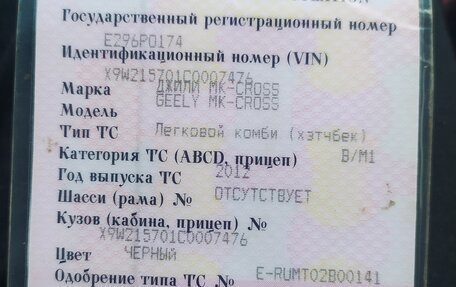 Государственный регистрационный номер
Е296РО174
Идентификационный номер (VIN)
X9W215701C0007476
Марка ДЖИЛИ МК-CROSS
Модель GEELY MK-CROSS
Тип ТС Легковой комби (хэтчбек)
Категория ТС (ABCD, прицеп) В/М1
Год выпуска ТС 2012
Шасси (рама) № ОТСУТСТВУЕТ
Кузов (кабина, прицеп) №
X9W215701C0007476
Цвет ЧЕРНЫЙ
Одобрение типа ТС № E-RUMT02B00141